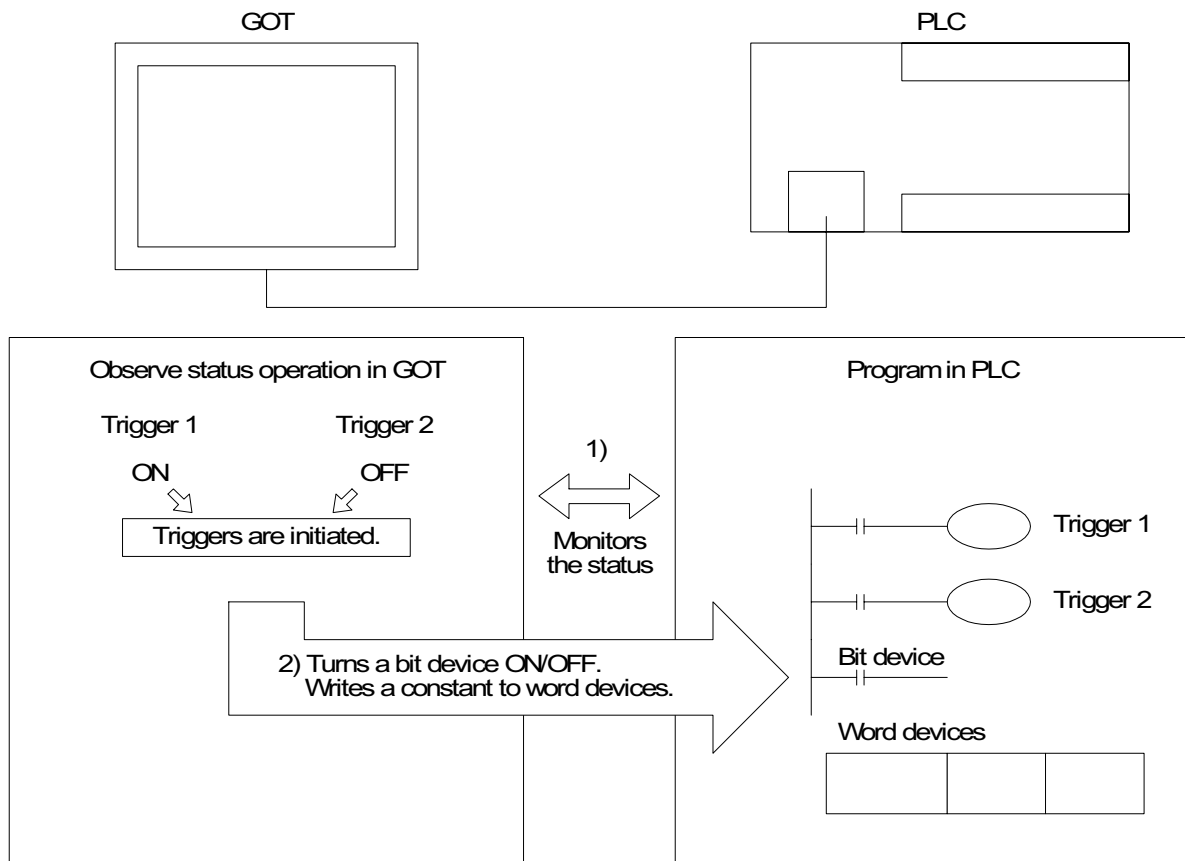 GOT
PLC
Observe status operation in GOT
Trigger 1
Trigger 2
ON
OFF
Triggers are initiated.
1)
Monitors
the status
2) Turns a bit device ON/OFF.
Writes a constant to word devices.
Program in PLC
Trigger 1
Trigger 2
Bit device
Word devices